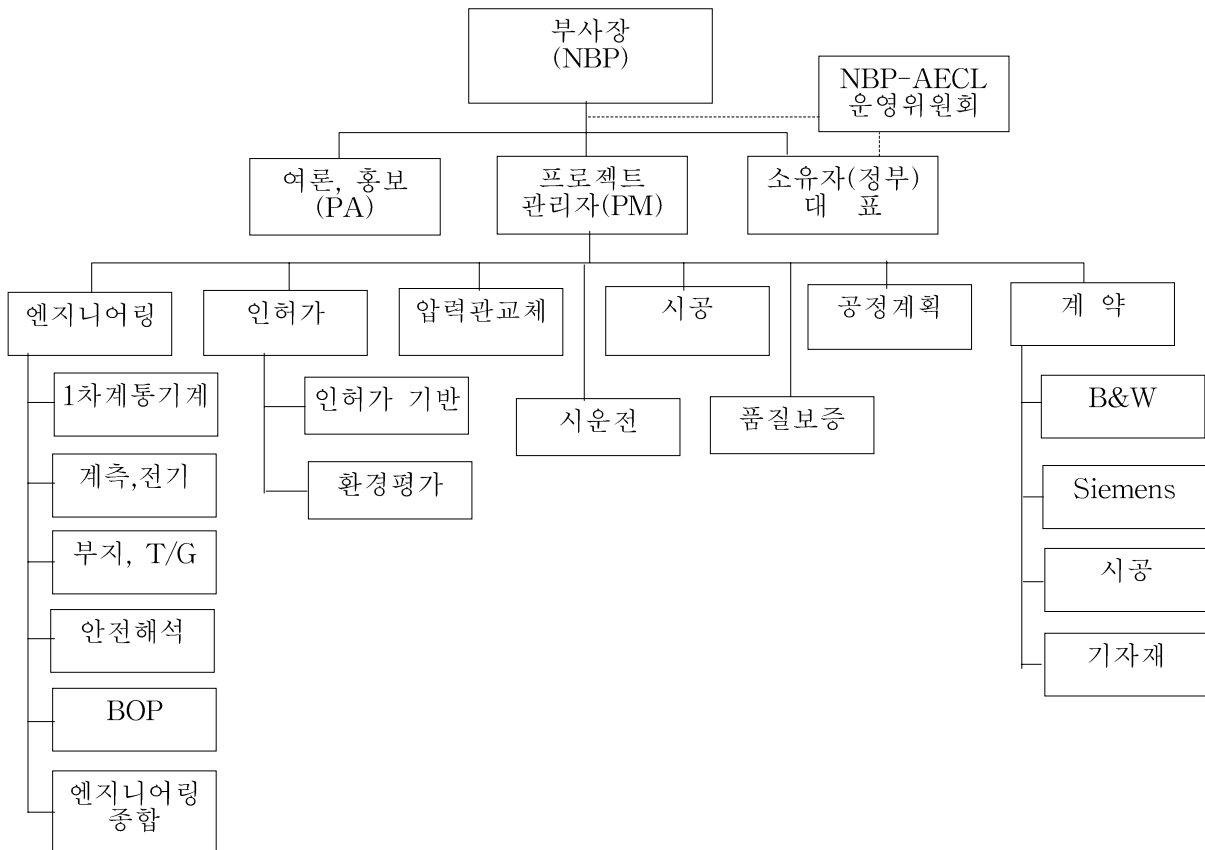 부사장
(NBP)
NBP-AECL
운영위원회
여론, 홍보
(PA)
프로젝트
관리자(PM)
소유자(정부)
대 표
엔지니어링
인허가
압력관교체
시공
공정계획
계 약
1차계통기계
인허가 기반
시운전
품질보증
B&W
계측,전기
환경평가
Siemens
부지, T/G
시공
안전해석
기자재
BOP
엔지니어링
종합